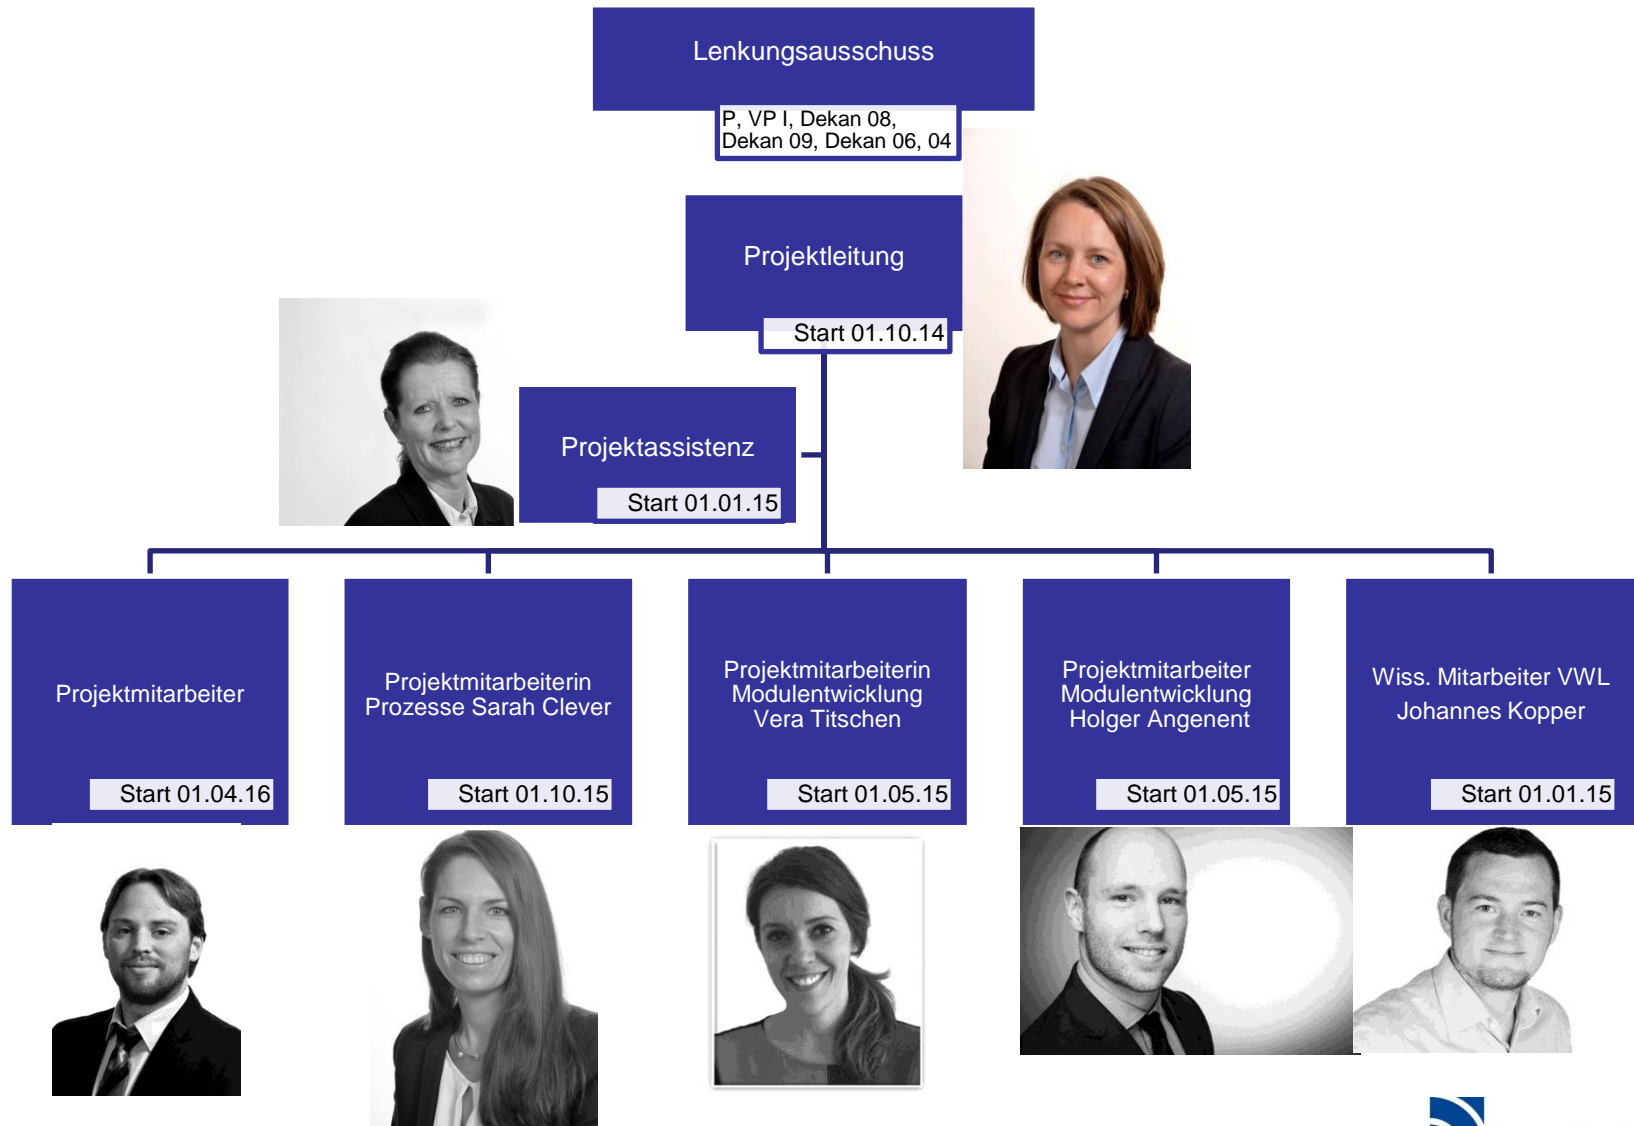 Lenkungsausschuss
P, VP I, Dekan 08,
Dekan 09, Dekan 06, 04
Projektleitung
Start 01.10.14
Projektassistenz
Start 01.01.15
Projektmitarbeiter
Start 01.04.16
Projektmitarbeiterin
Prozesse Sarah Clever
Start 01.10.15
Projektmitarbeiterin
Modulentwicklung
Vera Titschen
Start 01.05.15
Projektmitarbeiter
Modulentwicklung
Holger Angenent
Start 01.05.15
Wiss. Mitarbeiter VWL
Johannes Kopper
Start 01.01.15